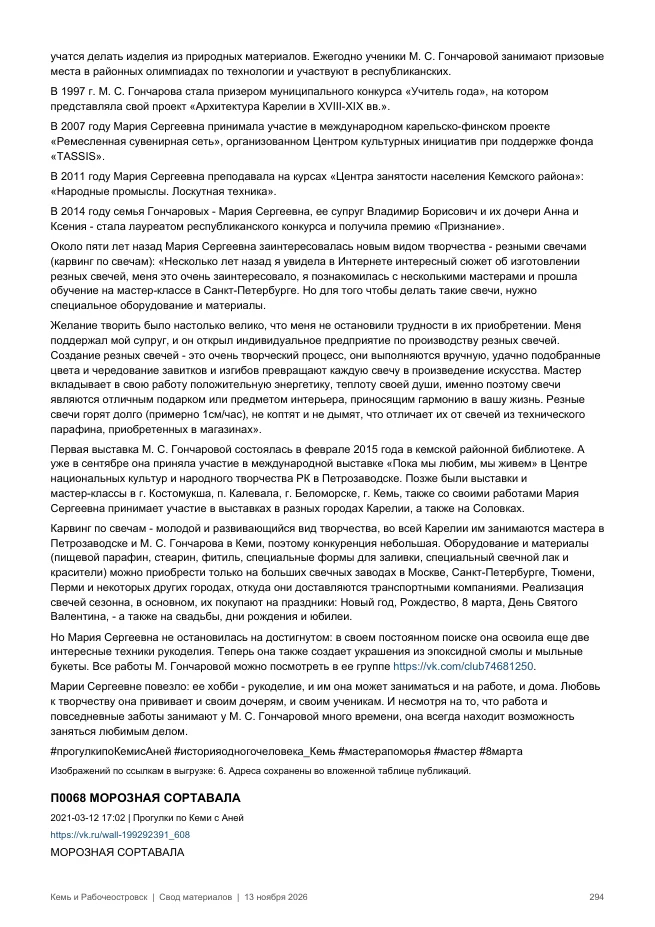 учатся делать изделия из природных материалов. Ежегодно ученики М. С. Гончаровой занимают призовые
места в районных олимпиадах по технологии и участвуют в республиканских.
В 1997 г. М. С. Гончарова стала призером муниципального конкурса «Учитель года», на котором
представляла свой проект «Архитектура Карелии в XVIII-XIX вв.».
В 2007 году Мария Сергеевна принимала участие в международном карельско-финском проекте
«Ремесленная сувенирная сеть», организованном Центром культурных инициатив при поддержке фонда
«TASSIS».
В 2011 году Мария Сергеевна преподавала на курсах «Центра занятости населения Кемского района»:
«Народные промыслы. Лоскутная техника».
В 2014 году семья Гончаровых - Мария Сергеевна, ее супруг Владимир Борисович и их дочери Анна и
Ксения - стала лауреатом республиканского конкурса и получила премию «Признание».
Около пяти лет назад Мария Сергеевна заинтересовалась новым видом творчества - резными свечами
(карвинг по свечам): «Несколько лет назад я увидела в Интернете интересный сюжет об изготовлении
резных свечей, меня это очень заинтересовало, я познакомилась с несколькими мастерами и прошла
обучение на мастер-классе в Санкт-Петербурге. Но для того чтобы делать такие свечи, нужно
специальное оборудование и материалы.
Желание творить было настолько велико, что меня не остановили трудности в их приобретении. Меня
поддержал мой супруг, и он открыл индивидуальное предприятие по производству резных свечей.
Создание резных свечей - это очень творческий процесс, они выполняются вручную, удачно подобранные
цвета и чередование завитков и изгибов превращают каждую свечу в произведение искусства. Мастер
вкладывает в свою работу положительную энергетику, теплоту своей души, именно поэтому свечи
являются отличным подарком или предметом интерьера, приносящим гармонию в вашу жизнь. Резные
свечи горят долго (примерно 1см/час), не коптят и не дымят, что отличает их от свечей из технического
парафина, приобретенных в магазинах».
Первая выставка М. С. Гончаровой состоялась в феврале 2015 года в кемской районной библиотеке. А
уже в сентябре она приняла участие в международной выставке «Пока мы любим, мы живем» в Центре
национальных культур и народного творчества РК в Петрозаводске. Позже были выставки и
мастер-классы в г. Костомукша, п. Калевала, г. Беломорске, г. Кемь, также со своими работами Мария
Сергеевна принимает участие в выставках в разных городах Карелии, а также на Соловках.
Карвинг по свечам - молодой и развивающийся вид творчества, во всей Карелии им занимаются мастера в
Петрозаводске и М. С. Гончарова в Кеми, поэтому конкуренция небольшая. Оборудование и материалы
(пищевой парафин, стеарин, фитиль, специальные формы для заливки, специальный свечной лак и
красители) можно приобрести только на больших свечных заводах в Москве, Санкт-Петербурге, Тюмени,
Перми и некоторых других городах, откуда они доставляются транспортными компаниями. Реализация
свечей сезонна, в основном, их покупают на праздники: Новый год, Рождество, 8 марта, День Святого
Валентина, - а также на свадьбы, дни рождения и юбилеи.
Но Мария Сергеевна не остановилась на достигнутом: в своем постоянном поиске она освоила еще две
интересные техники рукоделия. Теперь она также создает украшения из эпоксидной смолы и мыльные
букеты. Все работы М. Гончаровой можно посмотреть в ее группе https://vk.com/club74681250.
Марии Сергеевне повезло: ее хобби - рукоделие, и им она может заниматься и на работе, и дома. Любовь
к творчеству она прививает и своим дочерям, и своим ученикам. И несмотря на то, что работа и
повседневные заботы занимают у М. С. Гончаровой много времени, она всегда находит возможность
заняться любимым делом.
#прогулкипоКемисАней #историяодногочеловека_Кемь #мастерапоморья #мастер #8марта
Изображений по ссылкам в выгрузке: 6. Адреса сохранены во вложенной таблице публикаций.
П0068 МОРОЗНАЯ СОРТАВАЛА
2021-03-12 17:02 | Прогулки по Кеми с Аней
https://vk.ru/wall-199292391_608
МОРОЗНАЯ СОРТАВАЛА
Кемь и Рабочеостровск | Свод материалов | 13 ноября 2026
294